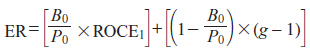 ER=[B₀/P₀ × ROCE₁]+[(1− B₀/P₀)×(g−1)]